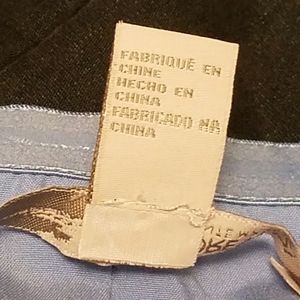 FABRIQUÉ EN
CHINE
HECHO EN
CHINA
FABRICADO NA
CHINA